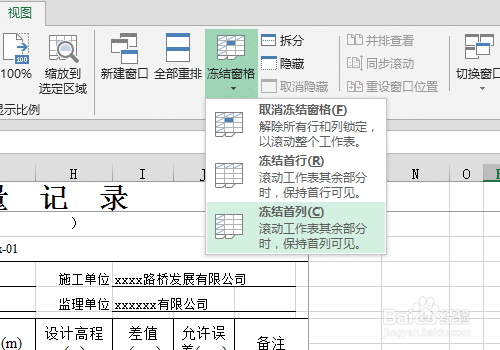 视图
100%
缩放到
选定区域
显示比例
新建窗口
全部重排
冻结窗格
拆分
隐藏
取消隐藏
并排查看
同步滚动
重设窗口位置
切换窗口
取消冻结窗格(F)
解除所有行和列锁定，
以滚动整个工作表。
冻结首行(R)
滚动工作表其余部分
时，保持首行可见。
冻结首列(C)
滚动工作表其余部分
时，保持首列可见。
H I J N O
量 记 录
)
x-01
施工单位 xxxx路桥发展有限公司
监理单位 xxxxxx有限公司
(m) 设计高程 差值 允许误 备注
Baidu 经验
jingyan.baidu.com